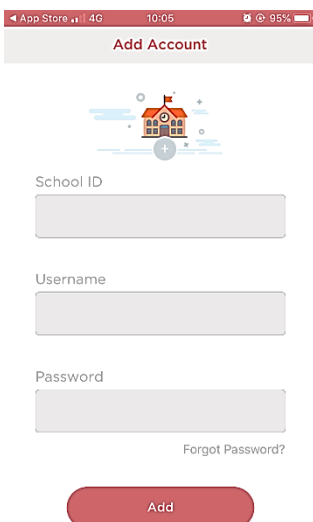 App Store 4G 10:05 95%
Add Account
School ID
Username
Password
Forgot Password?
Add